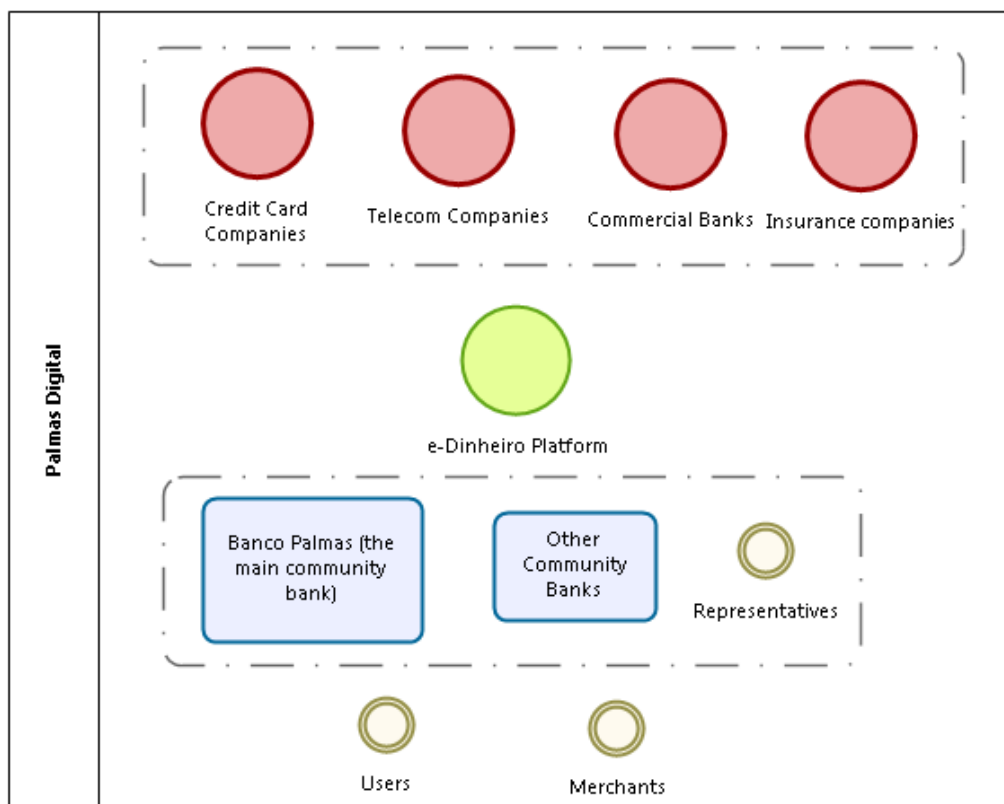 Palmas Digital
Credit Card
Companies
Telecom Companies
Commercial Banks
Insurance companies
e-Dinheiro Platform
Banco Palmas (the
main community
bank)
Other
Community
Banks
Representatives
Users
Merchants